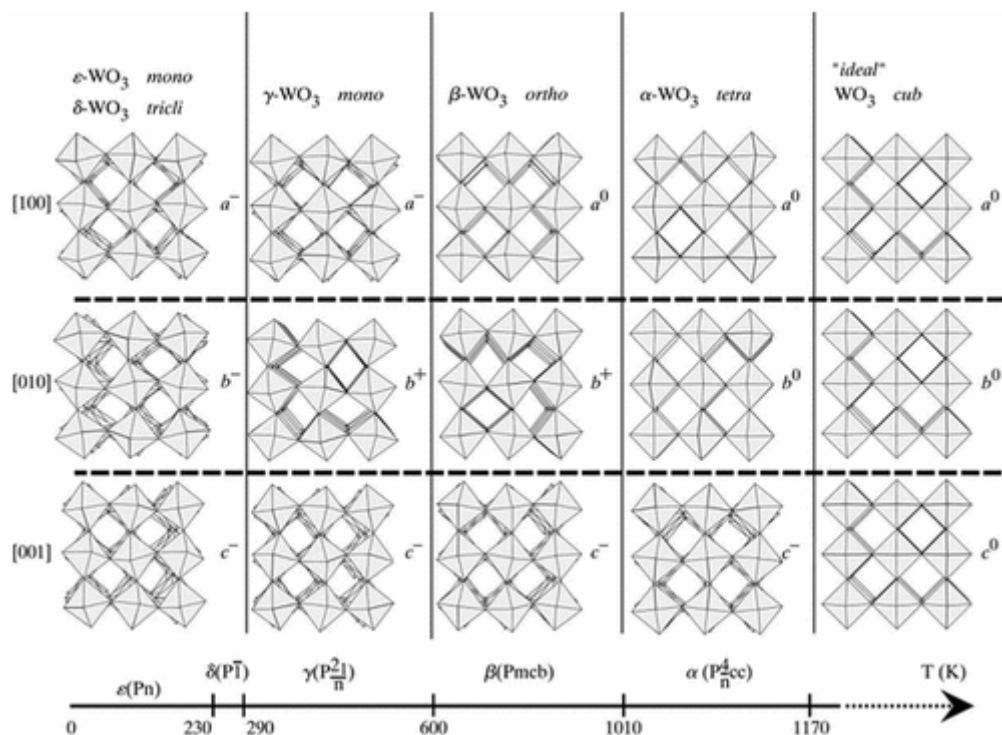 ε-WO₃ mono
δ-WO₃ tricli
γ-WO₃ mono
β-WO₃ ortho
α-WO₃ tetra
"ideal"
WO₃ cub
[100] a⁻ a⁻ a⁰ a⁰ a⁰
[010] b⁻ b⁺ b⁺ b⁰ b⁰
[001] c⁻ c⁻ c⁻ c⁻ c⁰
ε(Pn) δ(P1̅) γ(P2₁/n) β(Pmcb) α(P4/ncc) T (K)
0 230 290 600 1010 1170